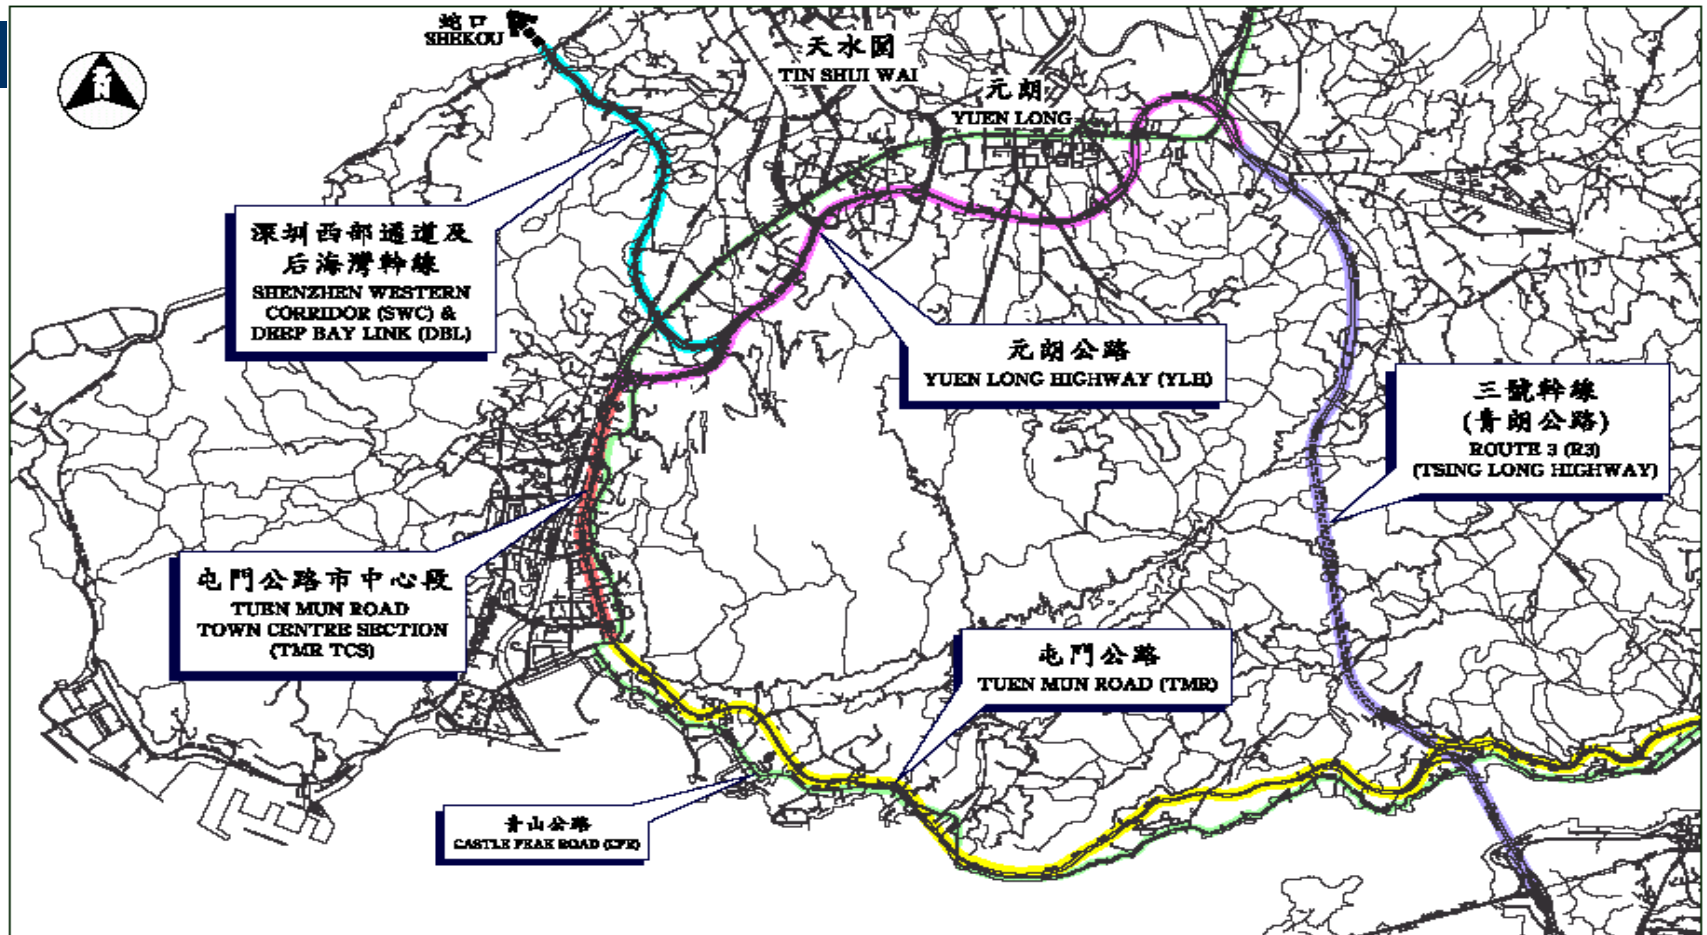 蛇口
SHEKOU
天水圍
TIN SHUI WAI
元朗
YUEN LONG
N
深圳西部通道及
后海灣幹線
SHENZHEN WESTERN
CORRIDOR (SWC) &
DEEP BAY LINK (DBL)
元朗公路
YUEN LONG HIGHWAY (YLH)
三號幹線
(青朗公路)
ROUTE 3 (R3)
(TSING LONG HIGHWAY)
屯門公路市中心段
TUEN MUN ROAD
TOWN CENTRE SECTION
(TMR TCS)
屯門公路
TUEN MUN ROAD (TMR)
青山公路
CASTLE PEAK ROAD (CPR)